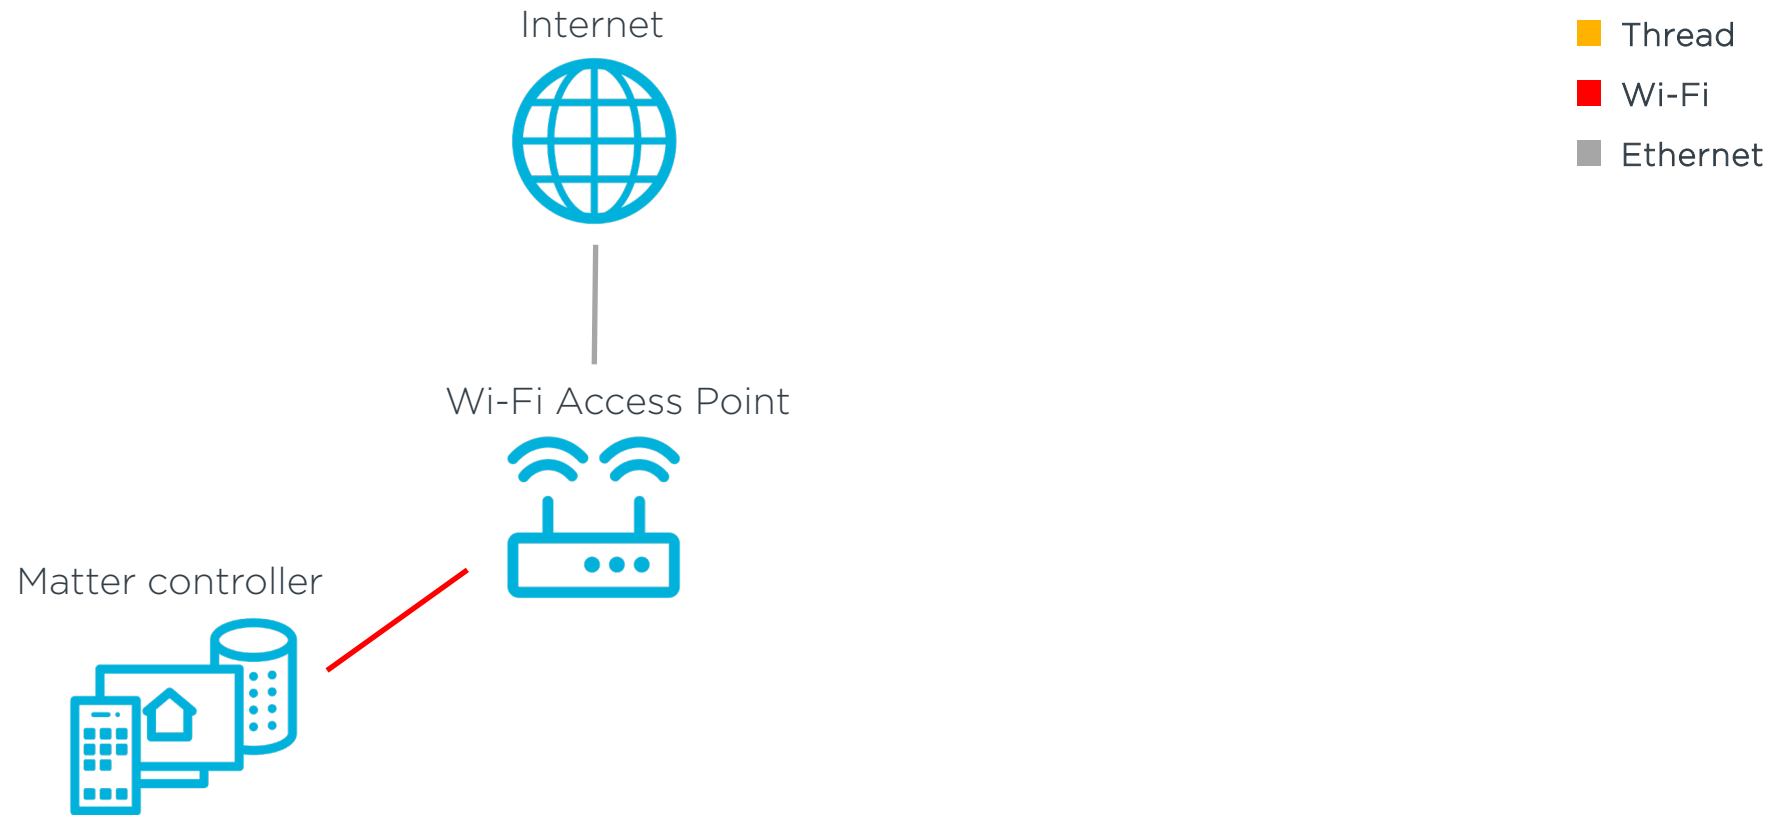 Internet
Thread
Wi-Fi
Ethernet
Wi-Fi Access Point
Matter controller